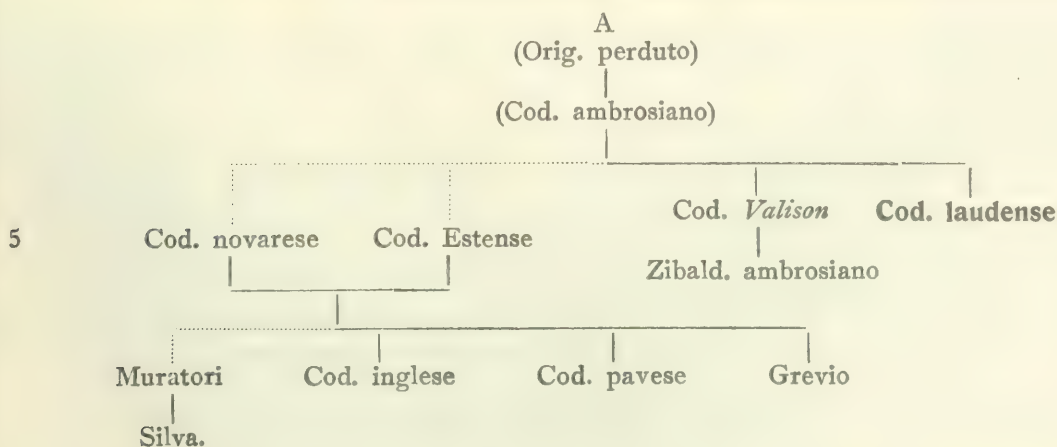 A
(Orig. perduto)
(Cod. ambrosiano)
Cod. Valison Cod. laudense
5 Cod. novarese Cod. Estense
Zibald. ambrosiano
Muratori Cod. inglese Cod. pavese Grevio
Silva.